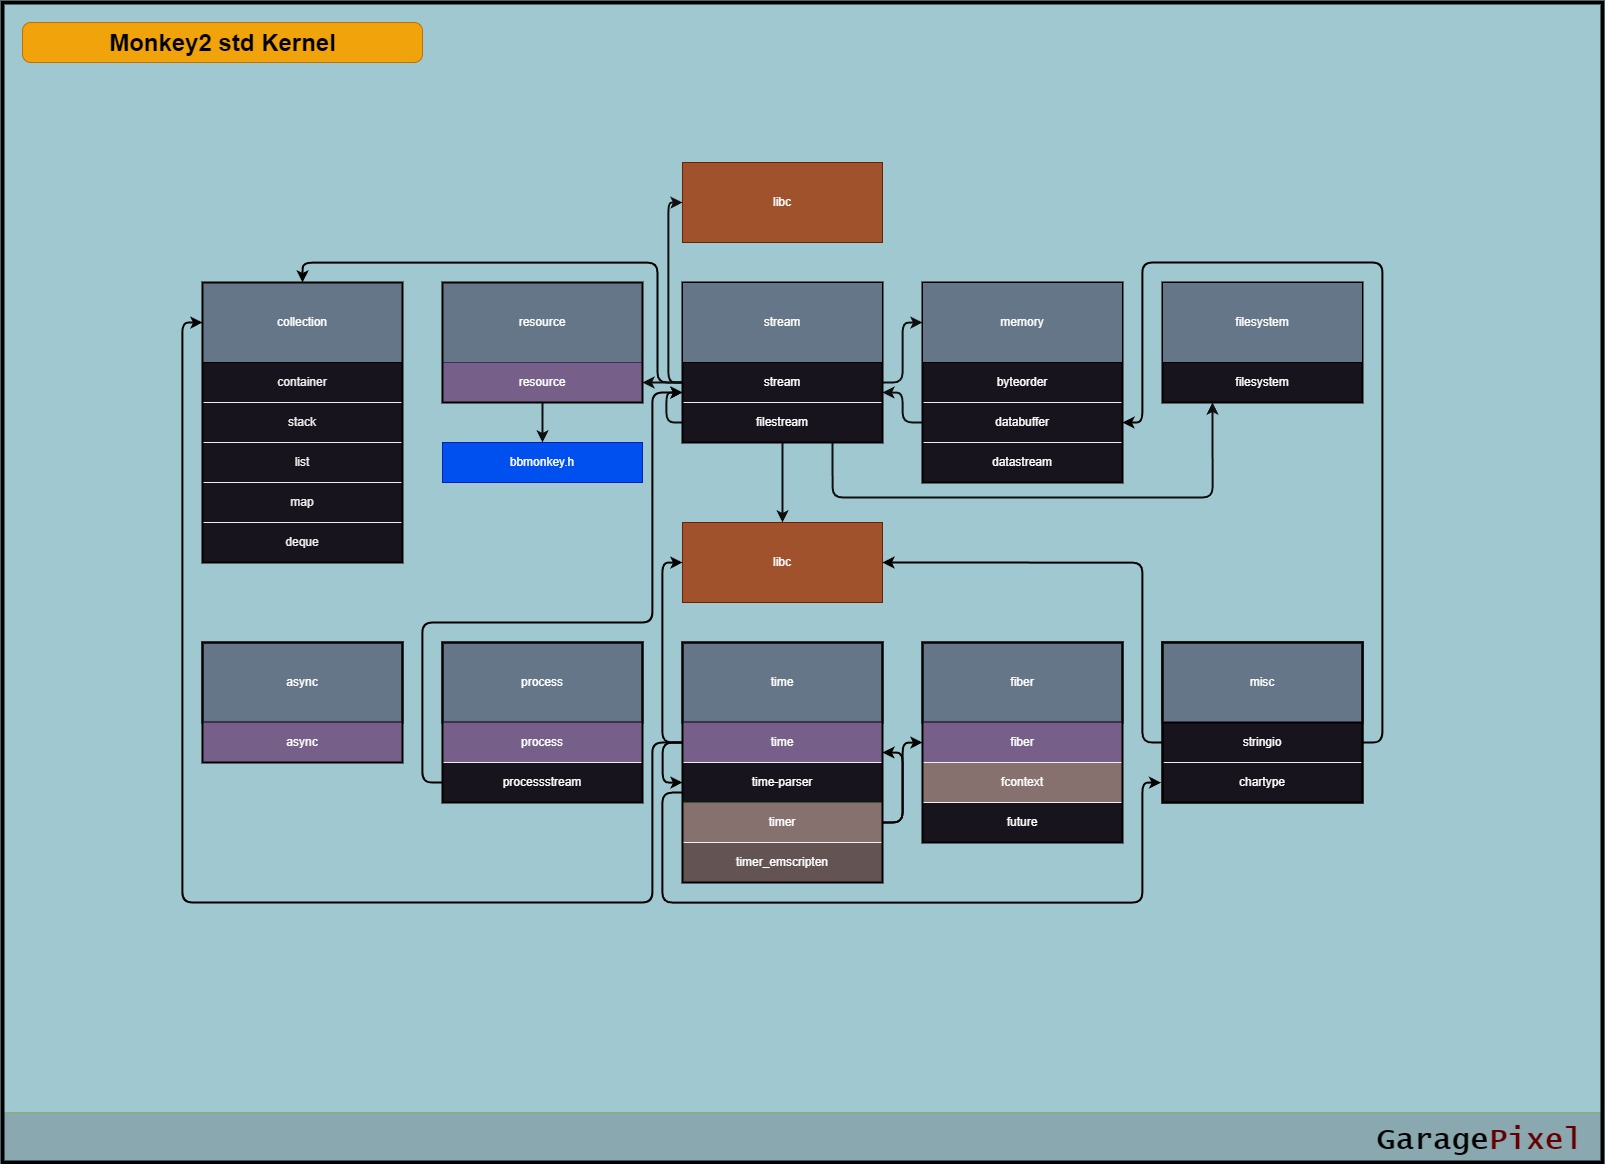 Monkey2 std Kernel
libc
collection
container
stack
list
map
deque
resource
resource
bbmonkey.h
stream
stream
filestream
memory
byteorder
databuffer
datastream
filesystem
filesystem
libc
async
async
process
process
processstream
time
time
time-parser
timer
timer_emscripten
fiber
fiber
fcontext
future
misc
stringio
chartype
GaragePixel